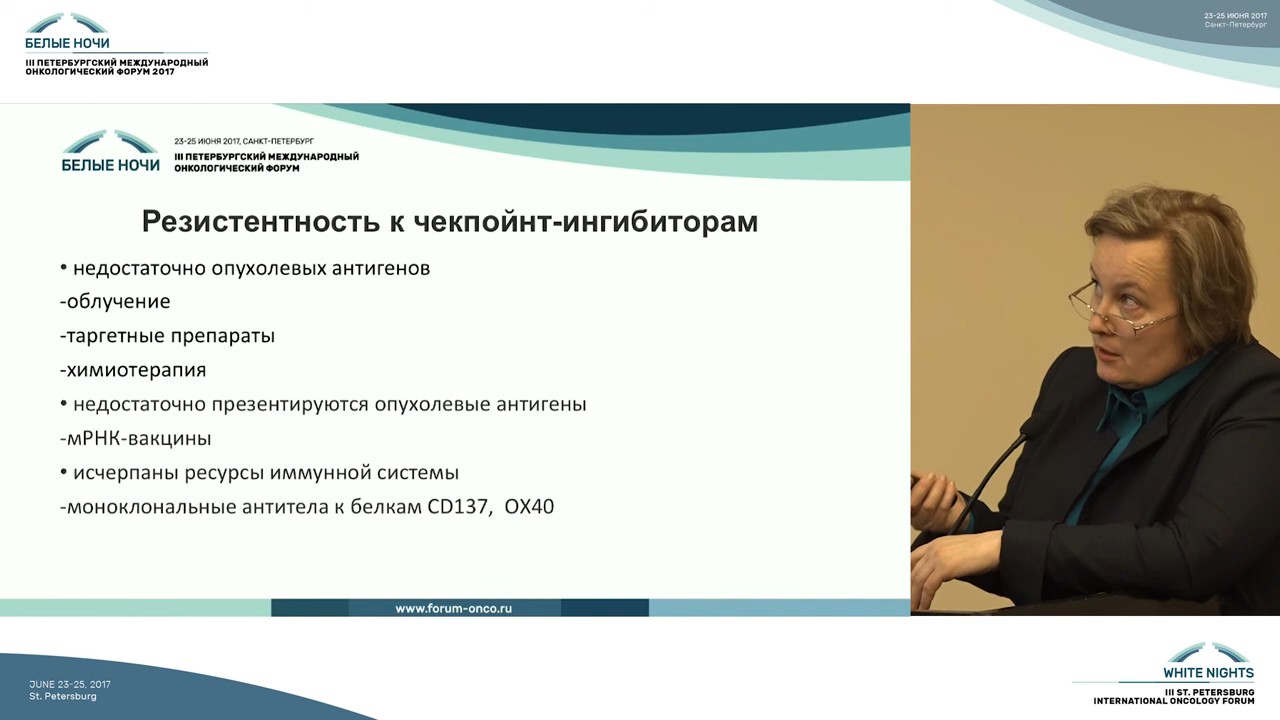 БЕЛЫЕ НОЧИ
III ПЕТЕРБУРГСКИЙ МЕЖДУНАРОДНЫЙ
ОНКОЛОГИЧЕСКИЙ ФОРУМ 2017
23-25 ИЮНЯ 2017
Санкт-Петербург
БЕЛЫЕ НОЧИ
23-25 ИЮНЯ 2017, САНКТ-ПЕТЕРБУРГ
III ПЕТЕРБУРГСКИЙ МЕЖДУНАРОДНЫЙ
ОНКОЛОГИЧЕСКИЙ ФОРУМ
Резистентность к чекпойнт-ингибиторам
• недостаточно опухолевых антигенов
-облучение
-таргетные препараты
-химиотерапия
• недостаточно презентируются опухолевые антигены
-мРНК-вакцины
• исчерпаны ресурсы иммунной системы
-моноклональные антитела к белкам CD137, OX40
www.forum-onco.ru
JUNE 23-25, 2017
St. Petersburg
WHITE NIGHTS
III ST. PETERSBURG
INTERNATIONAL ONCOLOGY FORUM